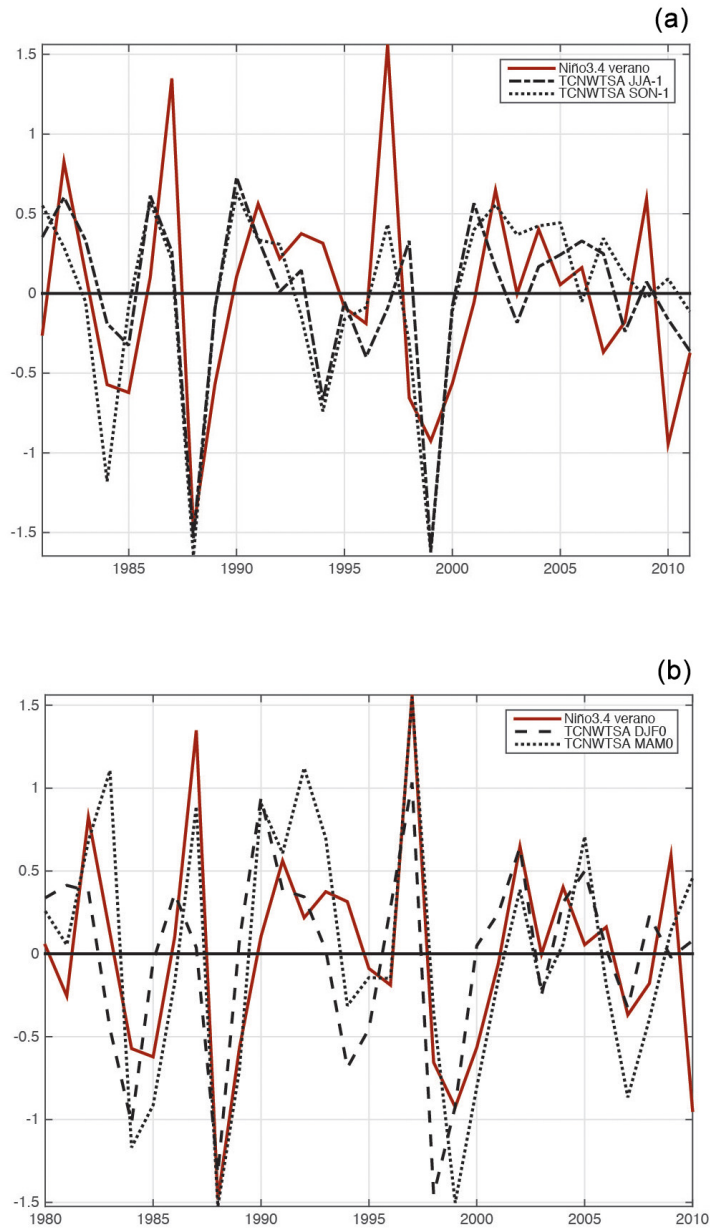 (a)
1.5
1
0.5
0
-0.5
-1
-1.5
Niño3.4 verano
TCNWTSA JJA-1
TCNWTSA SON-1
1985 1990 1995 2000 2005 2010
(b)
1.5
1
0.5
0
-0.5
-1
-1.5
Niño3.4 verano
TCNWTSA DJF0
TCNWTSA MAM0
1980 1985 1990 1995 2000 2005 2010